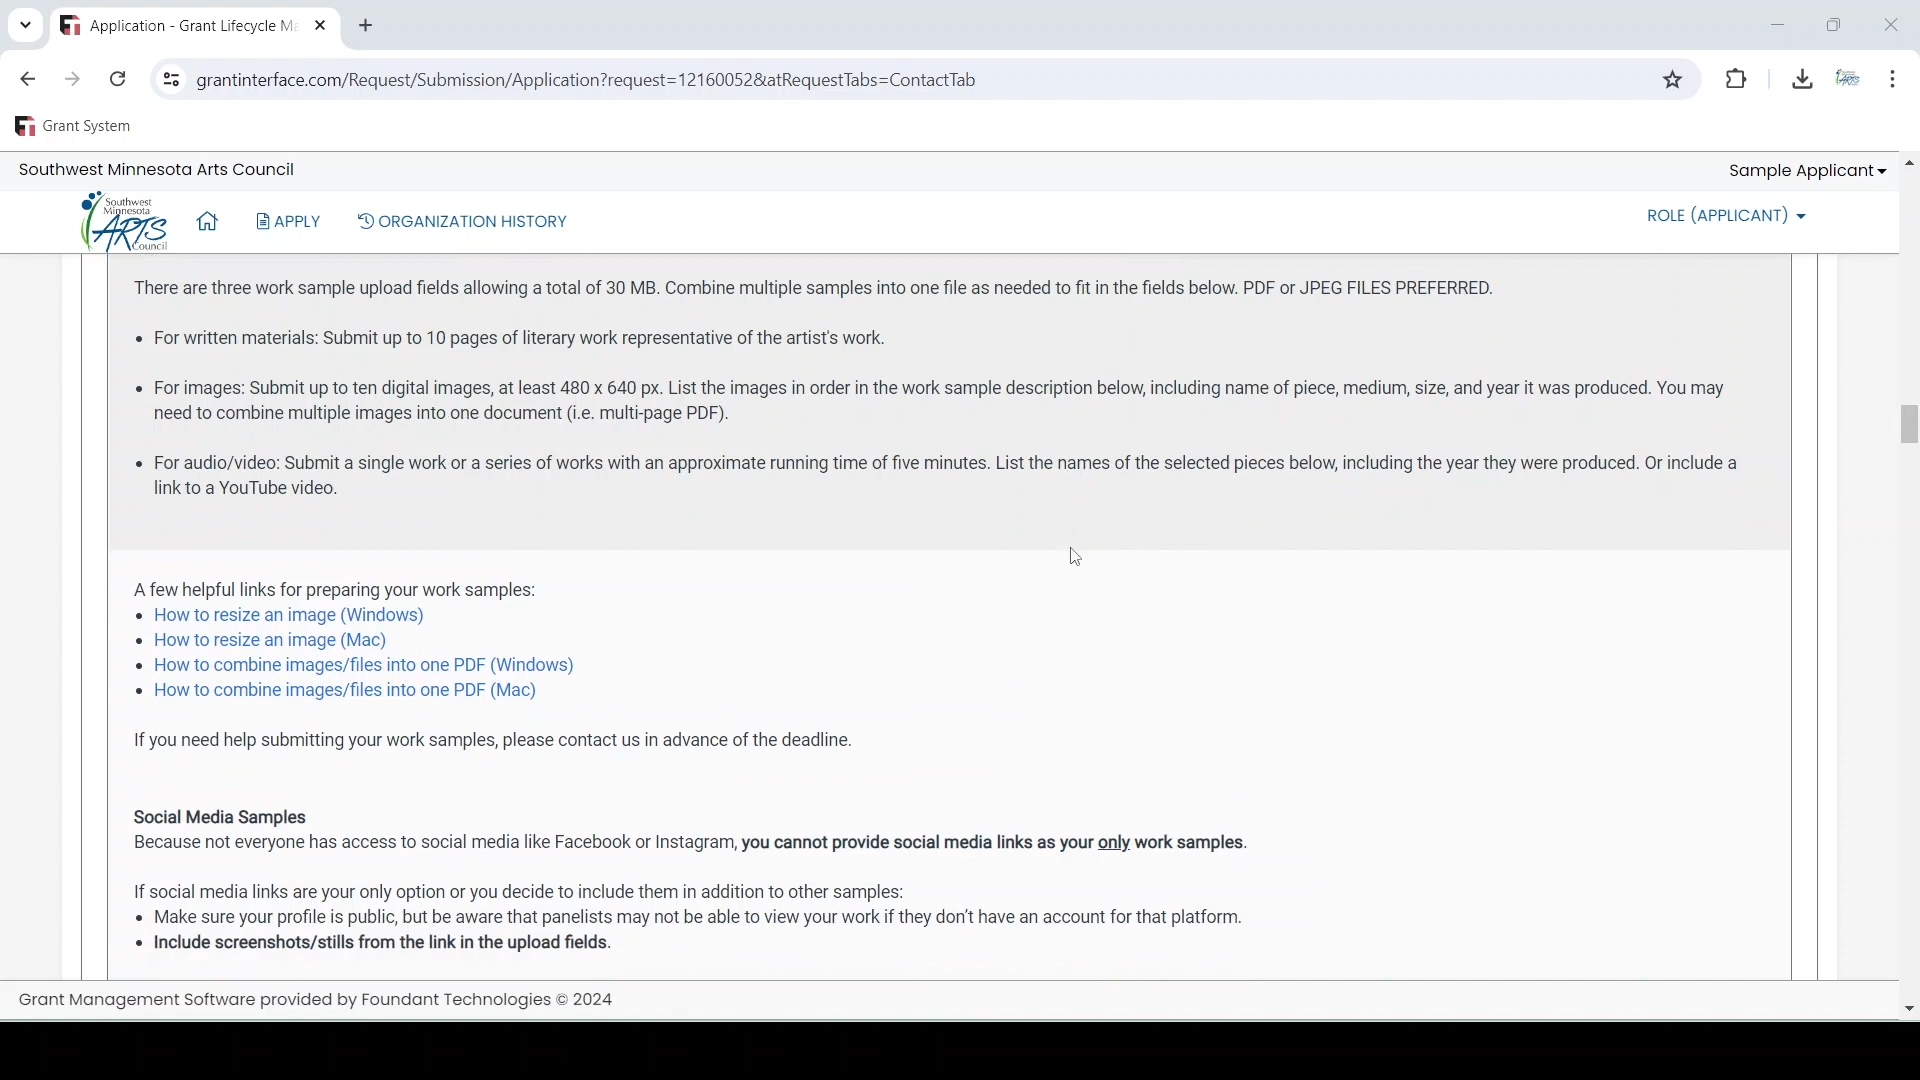 Application - Grant Lifecycle Ma
grantinterface.com/Request/Submission/Application?request=12160052&atRequestTabs=ContactTab
Grant System
Southwest Minnesota Arts Council
Sample Applicant
Southwest
Minnesota
ARTS
Council
APPLY
ORGANIZATION HISTORY
ROLE (APPLICANT)
There are three work sample upload fields allowing a total of 30 MB. Combine multiple samples into one file as needed to fit in the fields below. PDF or JPEG FILES PREFERRED.
• For written materials: Submit up to 10 pages of literary work representative of the artist's work.
• For images: Submit up to ten digital images, at least 480 x 640 px. List the images in order in the work sample description below, including name of piece, medium, size, and year it was produced. You may
need to combine multiple images into one document (i.e. multi-page PDF).
• For audio/video: Submit a single work or a series of works with an approximate running time of five minutes. List the names of the selected pieces below, including the year they were produced. Or include a
link to a YouTube video.
A few helpful links for preparing your work samples:
• How to resize an image (Windows)
• How to resize an image (Mac)
• How to combine images/files into one PDF (Windows)
• How to combine images/files into one PDF (Mac)
If you need help submitting your work samples, please contact us in advance of the deadline.
Social Media Samples
Because not everyone has access to social media like Facebook or Instagram, you cannot provide social media links as your only work samples.
If social media links are your only option or you decide to include them in addition to other samples:
• Make sure your profile is public, but be aware that panelists may not be able to view your work if they don't have an account for that platform.
• Include screenshots/stills from the link in the upload fields.
Grant Management Software provided by Foundant Technologies © 2024